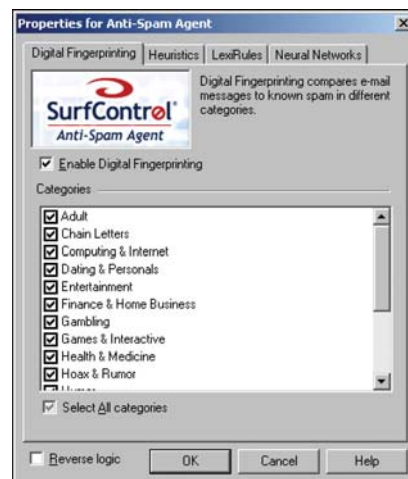 Properties for Anti-Spam Agent
Digital Fingerprinting
Heuristics
LexiRules
Neural Networks
SurfControl
Anti-Spam Agent
Digital Fingerprinting compares e-mail
messages to known spam in different
categories.
Enable Digital Fingerprinting
Categories
Adult
Chain Letters
Computing & Internet
Dating & Personals
Entertainment
Finance & Home Business
Gambling
Games & Interactive
Health & Medicine
Hoax & Rumor
Select All categories
Reverse logic
OK
Cancel
Help